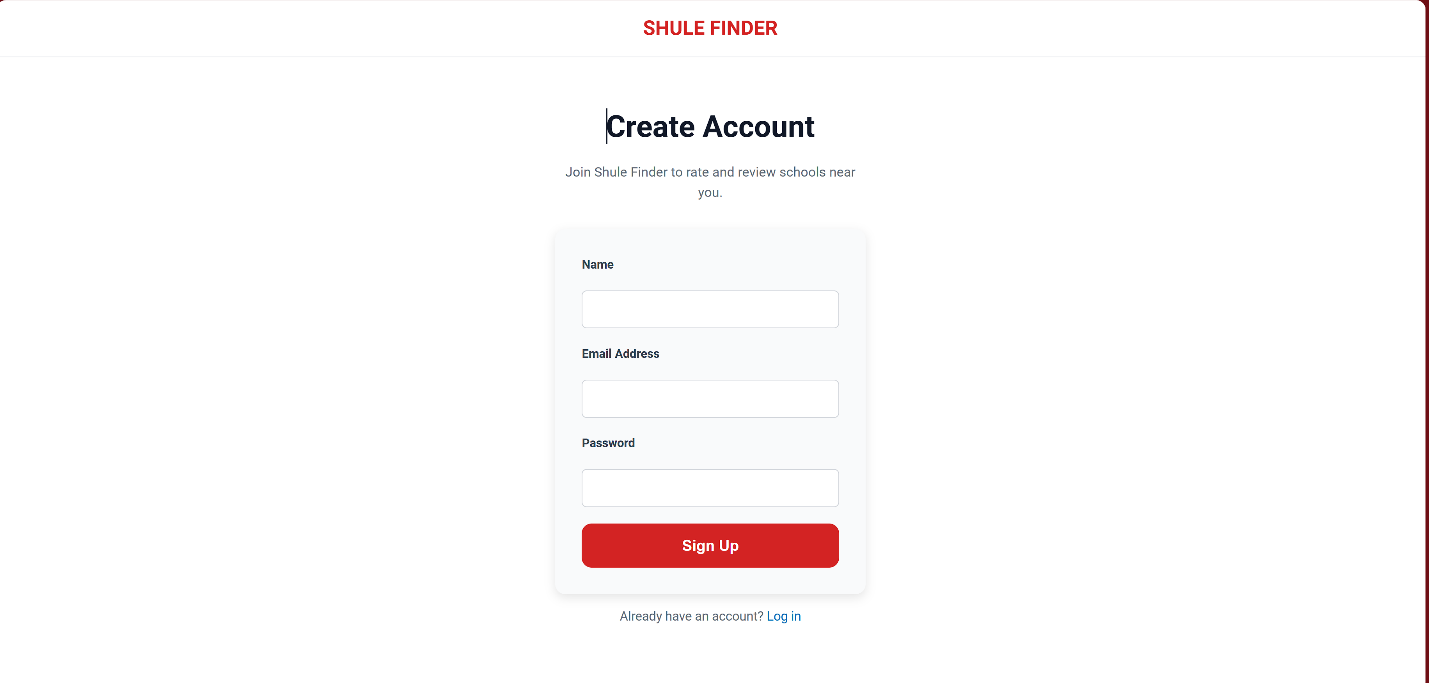 SHULE FINDER
Create Account
Join Shule Finder to rate and review schools near
you.
Name
Email Address
Password
Sign Up
Already have an account? Log in